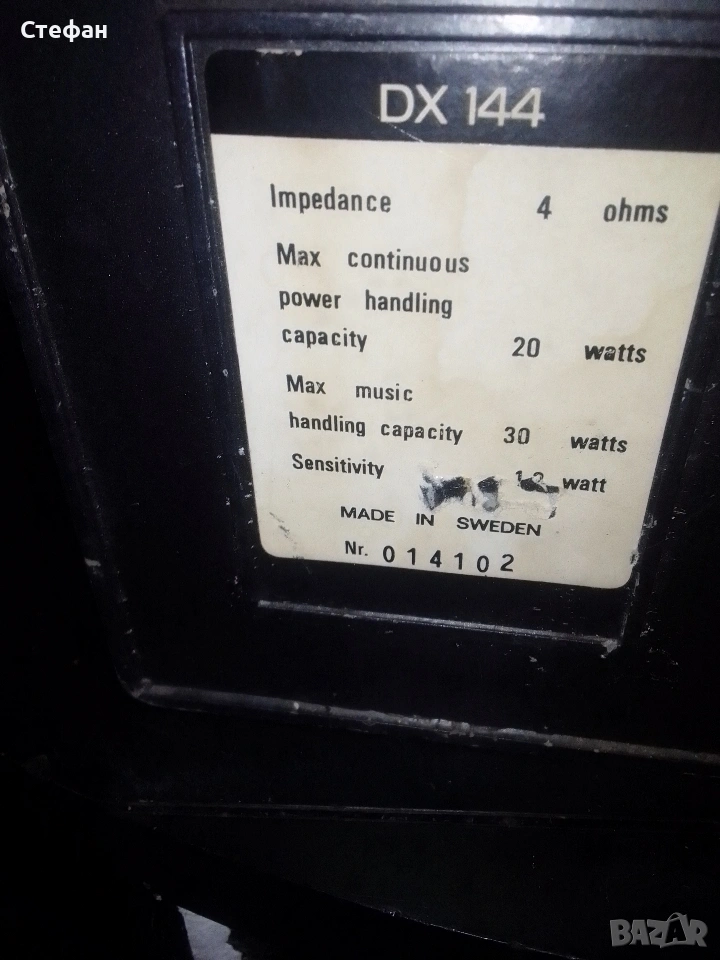 Стефан
DX 144
Impedance 4 ohms
Max continuous
power handling
capacity 20 watts
Max music
handling capacity 30 watts
Sensitivity watt
MADE IN SWEDEN
Nr. 014102
BAZAR